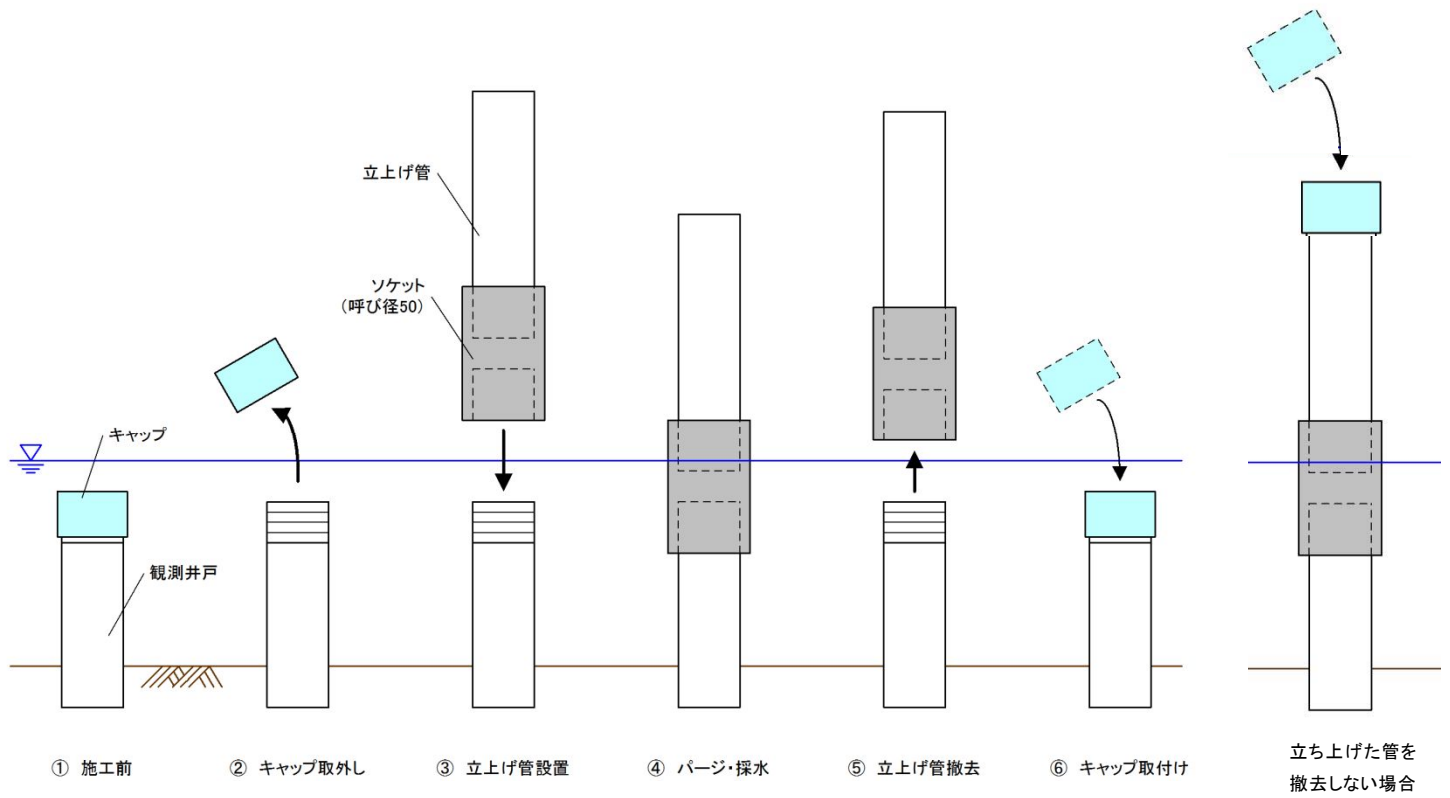 立上げ管
ソケット
（呼び径50）
キャップ
観測井戸
① 施工前
② キャップ取外し
③ 立上げ管設置
④ パージ・採水
⑤ 立上げ管撤去
⑥ キャップ取付け
立ち上げた管を
撤去しない場合